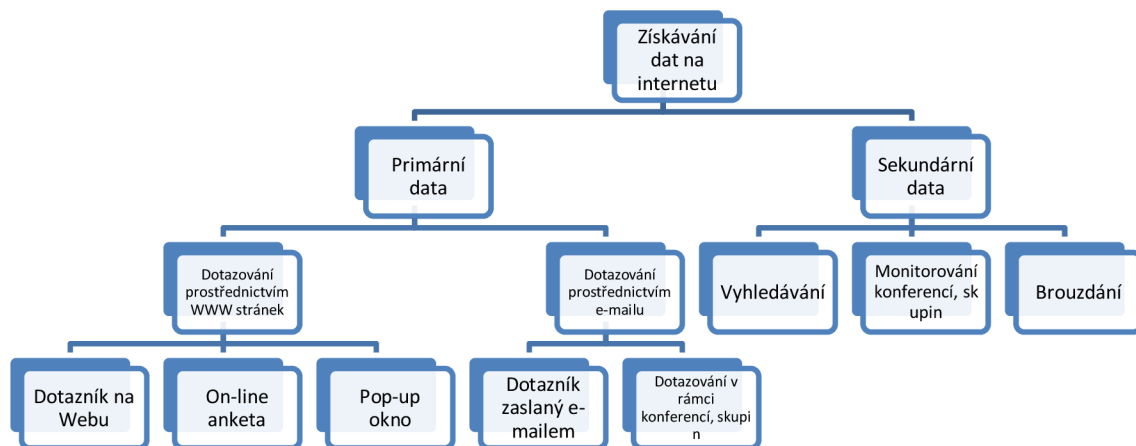 Získávání
dat na
internetu
Primární
data
Sekundární
data
Dotazování
prostřednictvím
WWW stránek
Dotazování
prostřednictvím
e-mailu
Vyhledávání
Monitorování
konferencí, sk
upin
Brouzdání
Dotazník na
Webu
On-line
anketa
Pop-up
okno
Dotazník
zaslaný e-
mailem
Dotazování v
rámci
konferencí, skupi
n